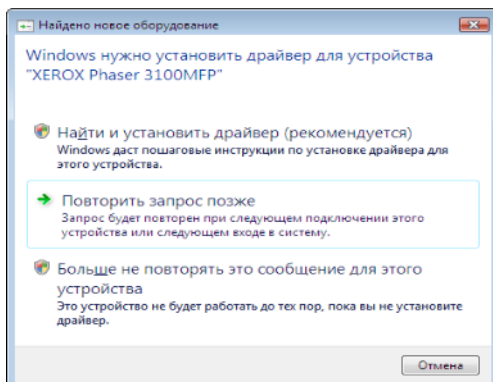 Найдено новое оборудование
Windows нужно установить драйвер для устройства
"XEROX Phaser 3100MFP"
Найти и установить драйвер (рекомендуется)
Windows даст пошаговые инструкции по установке драйвера для
этого устройства.
Повторить запрос позже
Запрос будет повторен при следующем подключении этого
устройства или следующем входе в систему.
Больше не повторять это сообщение для этого
устройства
Это устройство не будет работать до тех пор, пока вы не установите
драйвер.
Отмена